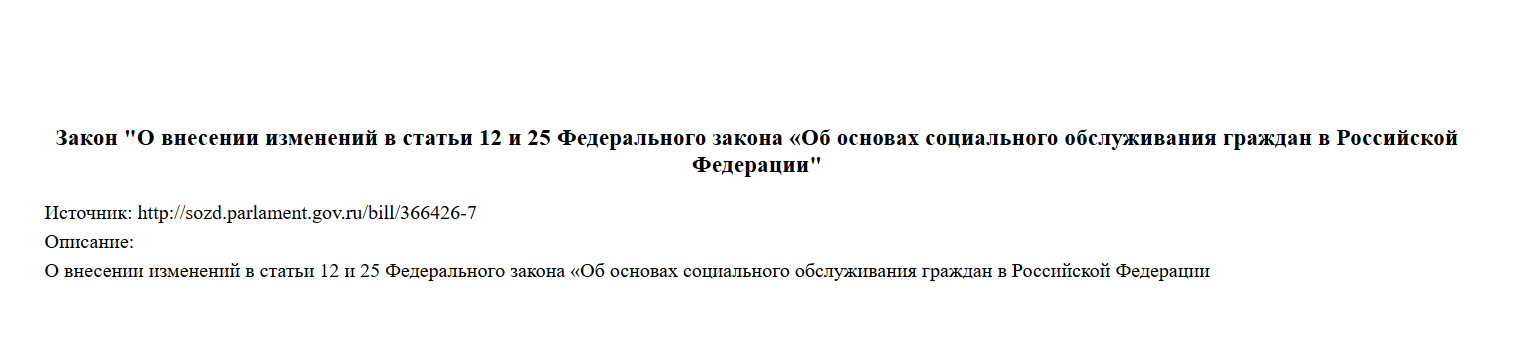 Закон "О внесении изменений в статьи 12 и 25 Федерального закона «Об основах социального обслуживания граждан в Российской
Федерации"
Источник: http://sozd.parlament.gov.ru/bill/366426-7
Описание:
О внесении изменений в статьи 12 и 25 Федерального закона «Об основах социального обслуживания граждан в Российской Федерации